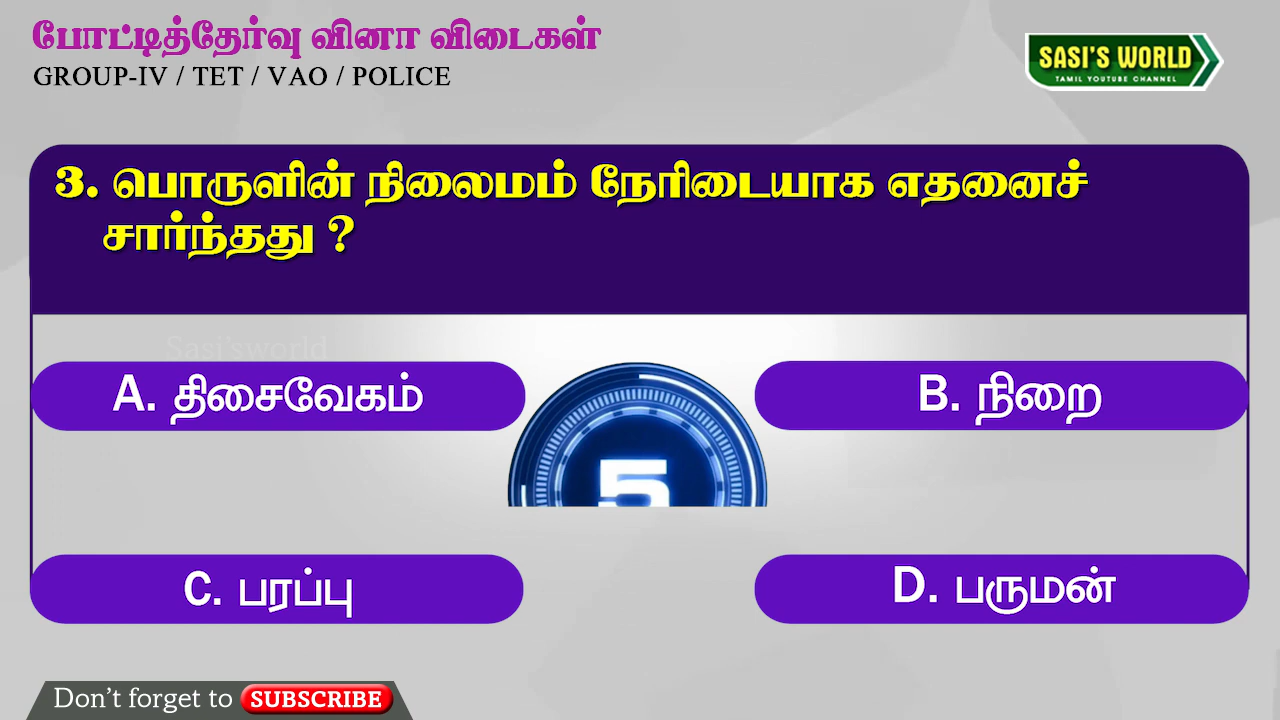 போட்டித்தேர்வு வினா விடைகள்
GROUP-IV / TET / VAO / POLICE
SASI'S WORLD
TAMIL YOUTUBE CHANNEL
3. பொருளின் நிலைமம் நேரிடையாக எதனைச்
சார்ந்தது ?
Sasi'sworld
A. திசைவேகம்
B. நிறை
5
C. பரப்பு
D. பருமன்
Don't forget to SUBSCRIBE